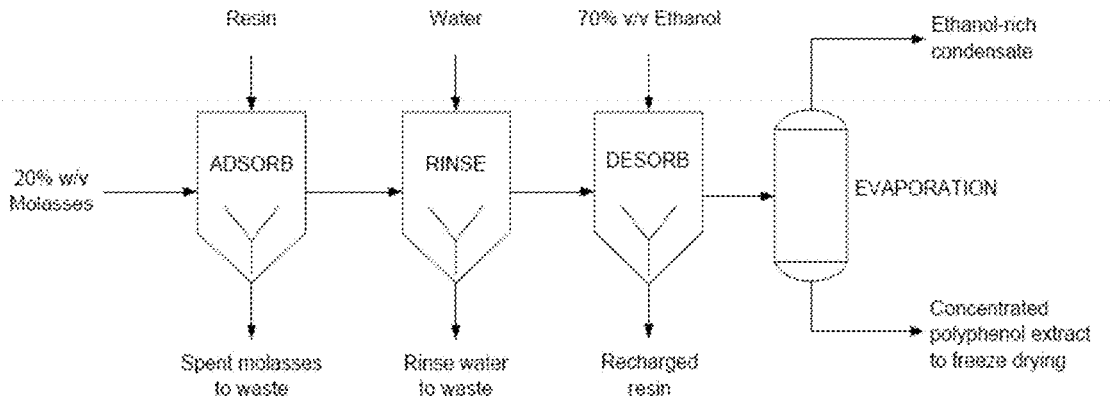 Resin
Water
70% v/v Ethanol
Ethanol-rich
condensate
20% w/v
Molasses
ADSORB
RINSE
DESORB
EVAPORATION
Spent molasses
to waste
Rinse water
to waste
Recharged
resin
Concentrated
polyphenol extract
to freeze drying